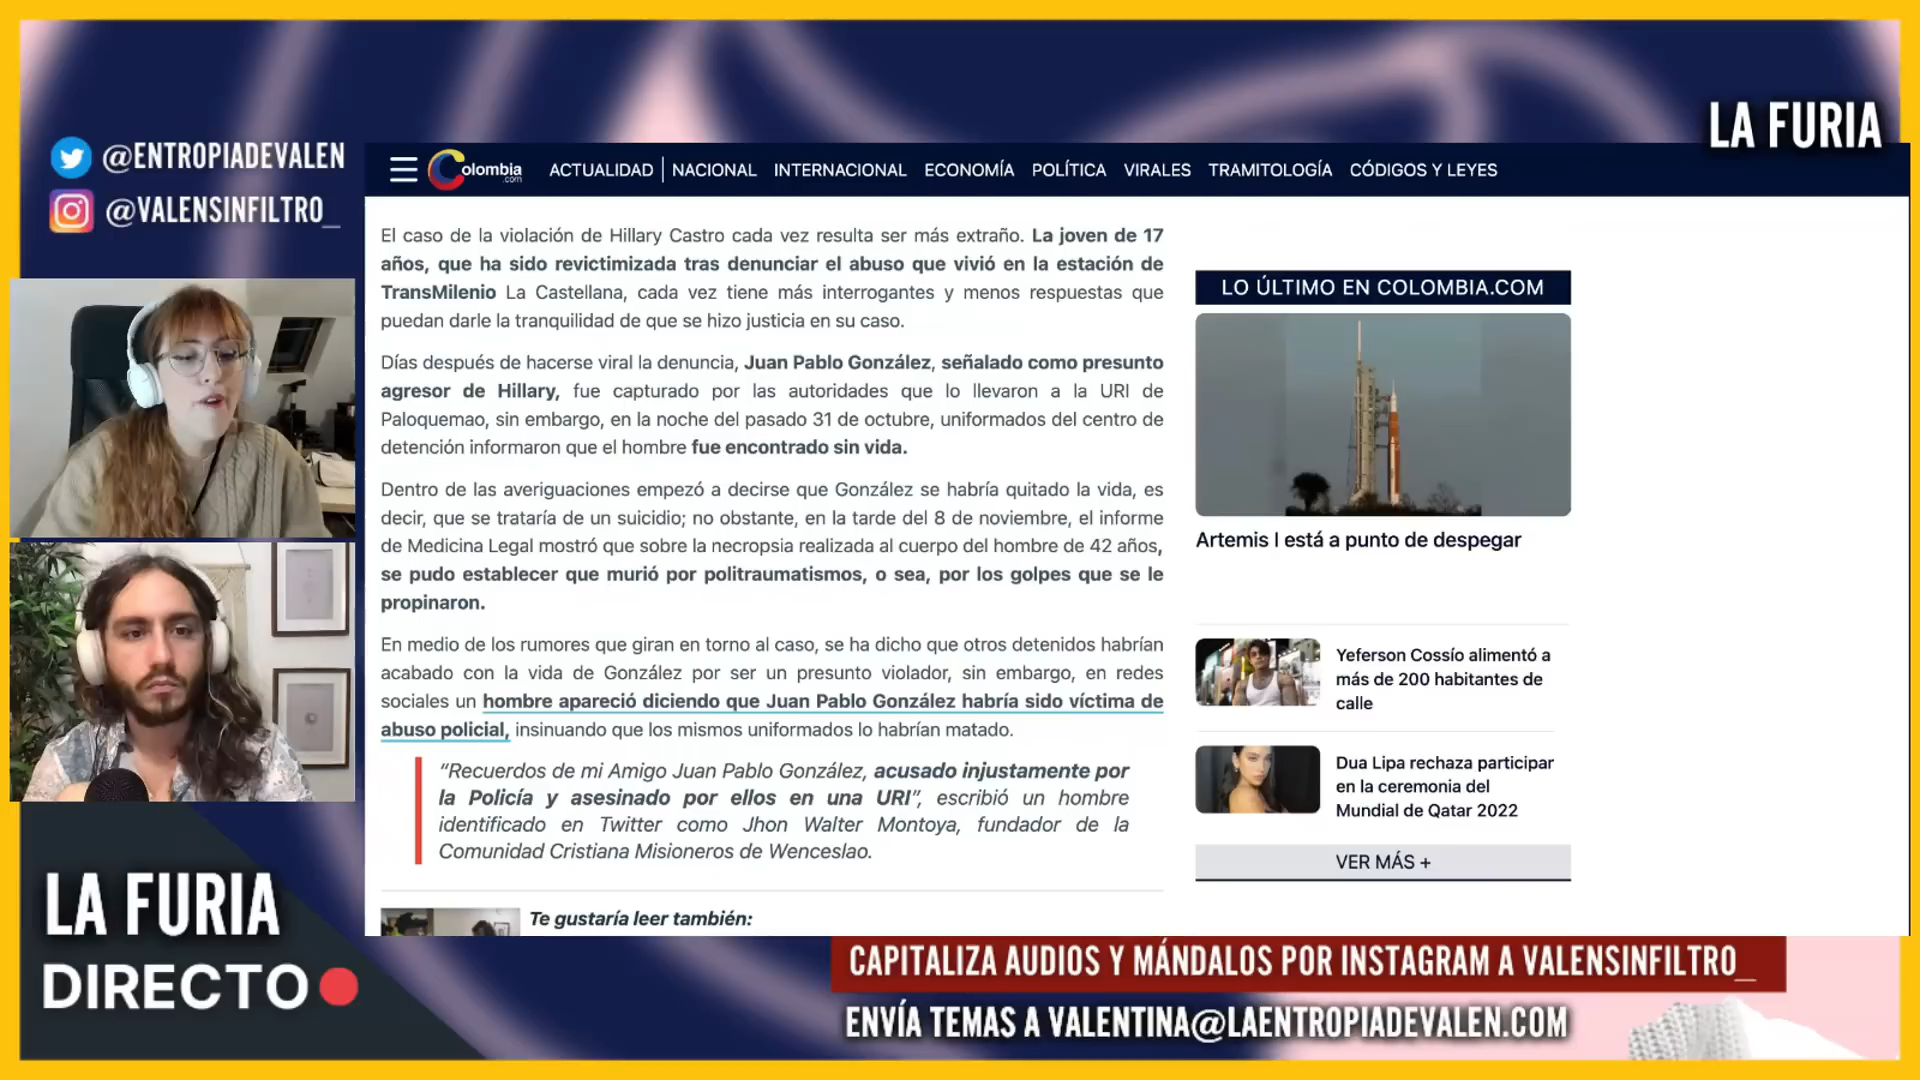 LA FURIA
@ENTROPIADEVALEN
@VALENSINFILTRO_
Colombia
.com
ACTUALIDAD
NACIONAL
INTERNACIONAL
ECONOMÍA
POLÍTICA
VIRALES
TRAMITOLOGÍA
CÓDIGOS Y LEYES
El caso de la violación de Hillary Castro cada vez resulta ser más extraño. La joven de 17
años, que ha sido revictimizada tras denunciar el abuso que vivió en la estación de
TransMilenio La Castellana, cada vez tiene más interrogantes y menos respuestas que
puedan darle la tranquilidad de que se hizo justicia en su caso.
Días después de hacerse viral la denuncia, Juan Pablo González, señalado como presunto
agresor de Hillary, fue capturado por las autoridades que lo llevaron a la URI de
Paloquemao, sin embargo, en la noche del pasado 31 de octubre, uniformados del centro de
detención informaron que el hombre fue encontrado sin vida.
Dentro de las averiguaciones empezó a decirse que González se habría quitado la vida, es
decir, que se trataría de un suicidio; no obstante, en la tarde del 8 de noviembre, el informe
de Medicina Legal mostró que sobre la necropsia realizada al cuerpo del hombre de 42 años,
se pudo establecer que murió por politraumatismos, o sea, por los golpes que se le
propinaron.
En medio de los rumores que giran en torno al caso, se ha dicho que otros detenidos habrían
acabado con la vida de González por ser un presunto violador, sin embargo, en redes
sociales un hombre apareció diciendo que Juan Pablo González habría sido víctima de
abuso policial, insinuando que los mismos uniformados lo habrían matado.
“Recuerdos de mi Amigo Juan Pablo González, acusado injustamente por
la Policía y asesinado por ellos en una URI”, escribió un hombre
identificado en Twitter como Jhon Walter Montoya, fundador de la
Comunidad Cristiana Misioneros de Wenceslao.
Te gustaría leer también:
LO ÚLTIMO EN COLOMBIA.COM
Artemis I está a punto de despegar
Yeferson Cossío alimentó a
más de 200 habitantes de
calle
Dua Lipa rechaza participar
en la ceremonia del
Mundial de Qatar 2022
VER MÁS +
LA FURIA
DIRECTO
CAPITALIZA AUDIOS Y MÁNDALOS POR INSTAGRAM A VALENSINFILTRO_
ENVÍA TEMAS A VALENTINA@LAENTROPIADEVALEN.COM